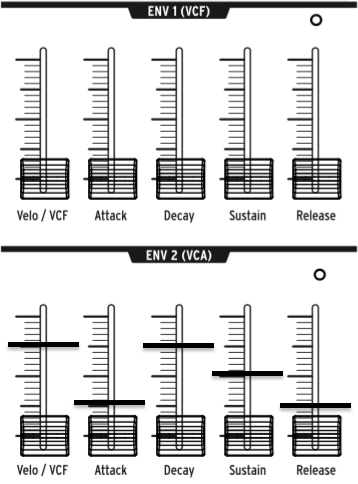 ENV 1 (VCF)
Velo / VCF Attack Decay Sustain Release
ENV 2 (VCA)
Velo / VCF Attack Decay Sustain Release